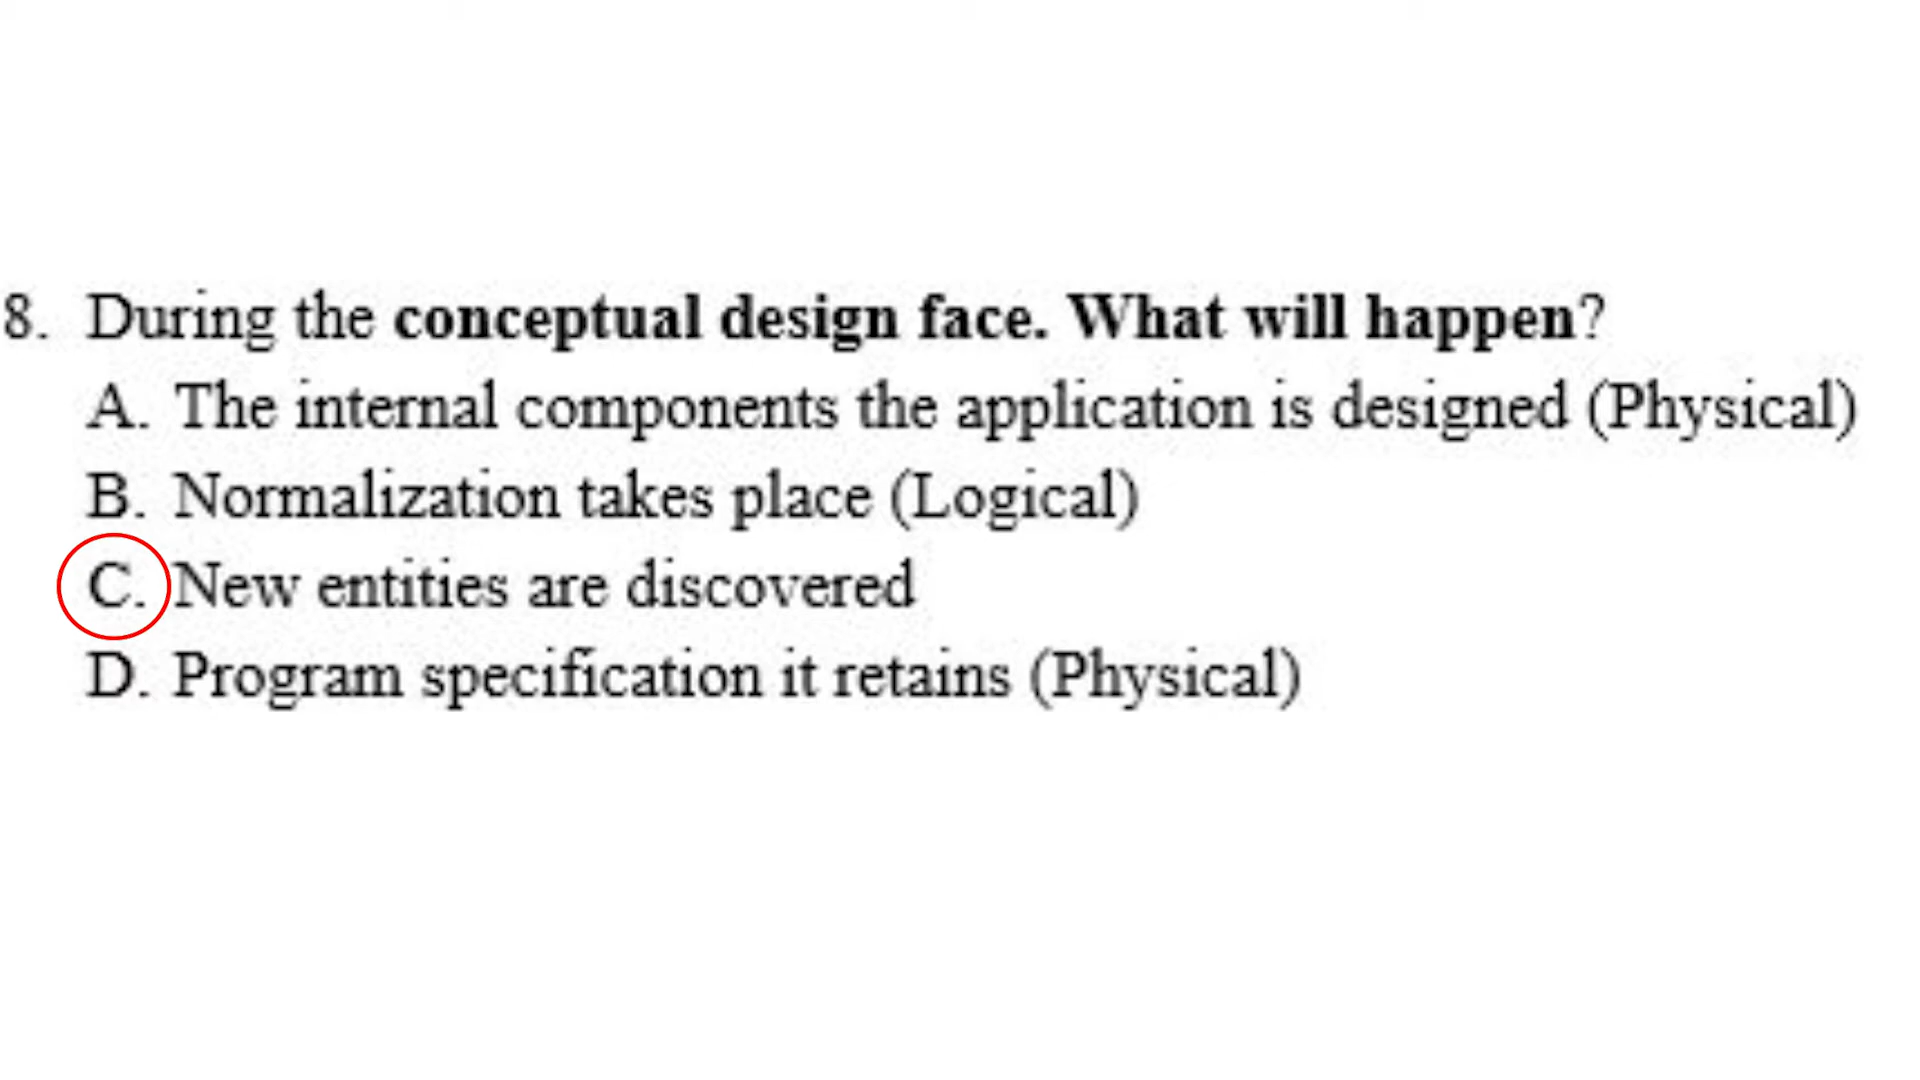 8. During the conceptual design face. What will happen?
A. The internal components the application is designed (Physical)
B. Normalization takes place (Logical)
C. New entities are discovered
D. Program specification it retains (Physical)